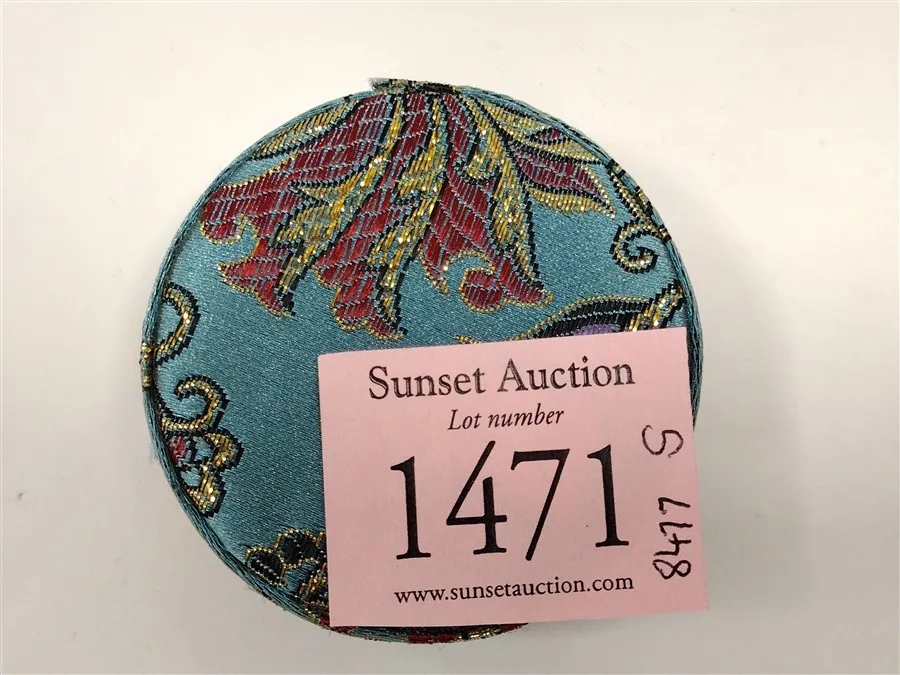 Sunset Auction
Lot number
1471
www.sunsetauction.com
8477 S